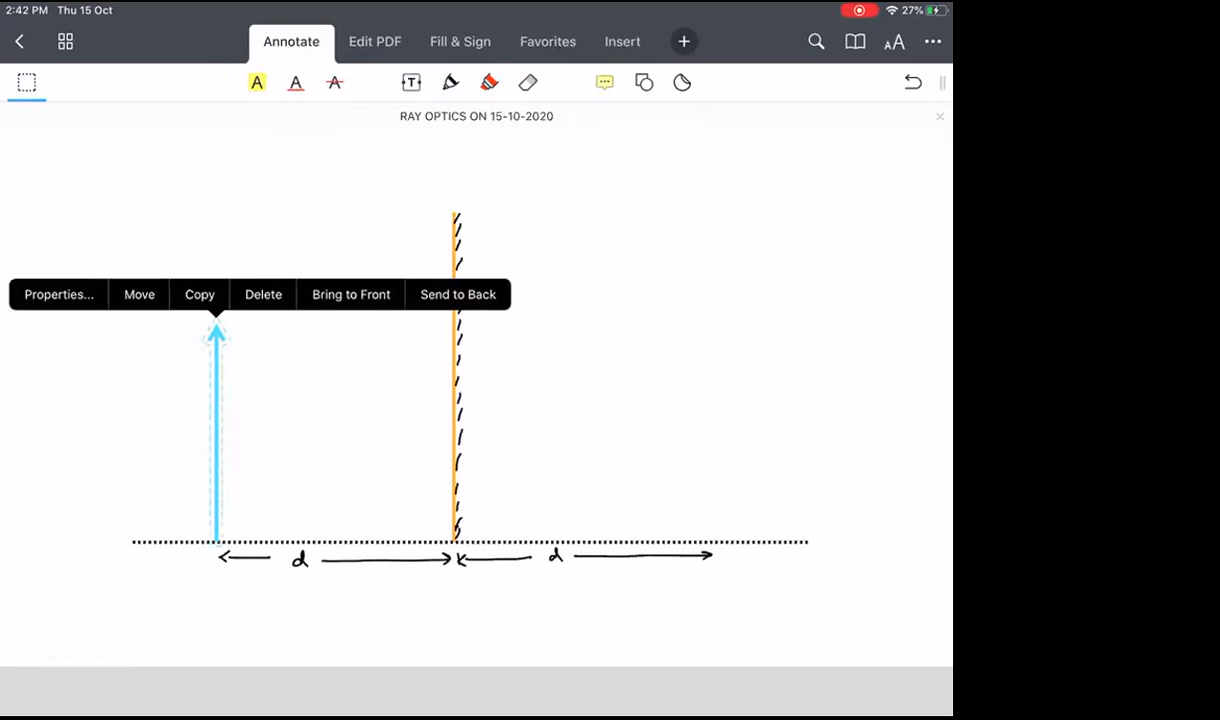 2:42 PM Thu 15 Oct 27%
Annotate Edit PDF Fill & Sign Favorites Insert +
AA
A A A T
RAY OPTICS ON 15-10-2020
Properties... Move Copy Delete Bring to Front Send to Back
d d